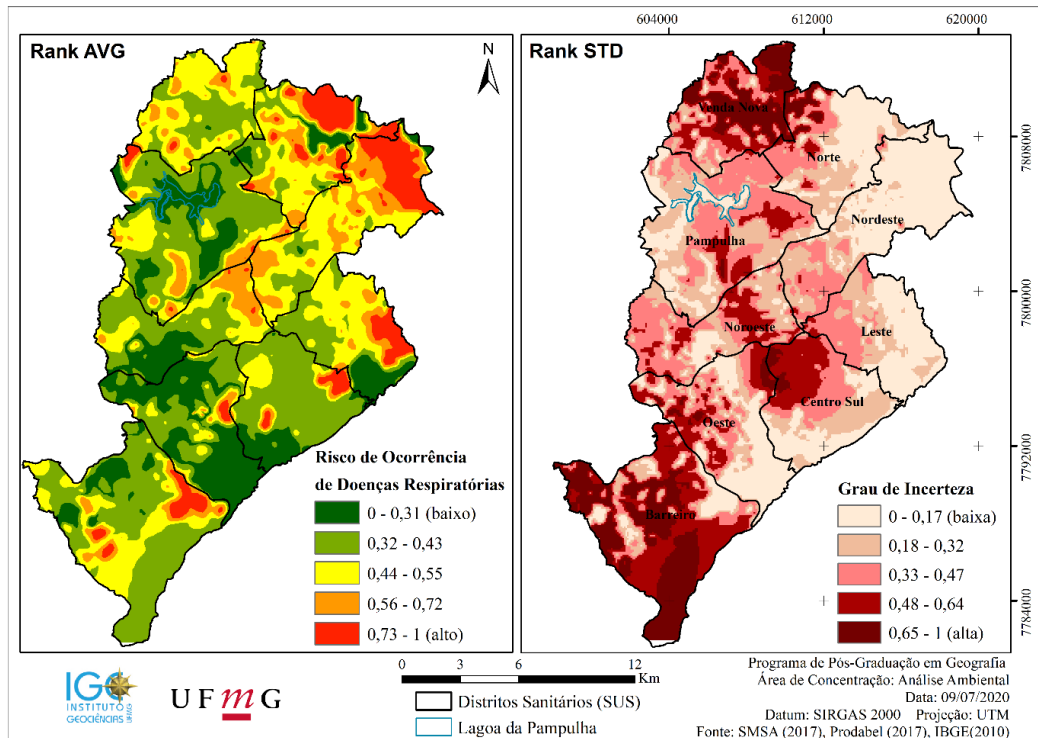 604000 612000 620000
Rank AVG
N
Rank STD
Venda Nova
7808000
Norte
Nordeste
Pampulha
7800000
Noroeste
Leste
Centro Sul
Oeste
7792000
Barreiro
7784000
Risco de Ocorrência
de Doenças Respiratórias
0 - 0,31 (baixo)
0,32 - 0,43
0,44 - 0,55
0,56 - 0,72
0,73 - 1 (alto)
Grau de Incerteza
0 - 0,17 (baixa)
0,18 - 0,32
0,33 - 0,47
0,48 - 0,64
0,65 - 1 (alta)
IGC
INSTITUTO
GEOCIÊNCIAS
UFMG
UFmG
0 3 6 12
Km
Distritos Sanitários (SUS)
Lagoa da Pampulha
Programa de Pós-Graduação em Geografia
Área de Concentração: Análise Ambiental
Data: 09/07/2020
Datum: SIRGAS 2000 Projeção: UTM
Fonte: SMSA (2017), Prodabel (2017), IBGE(2010)